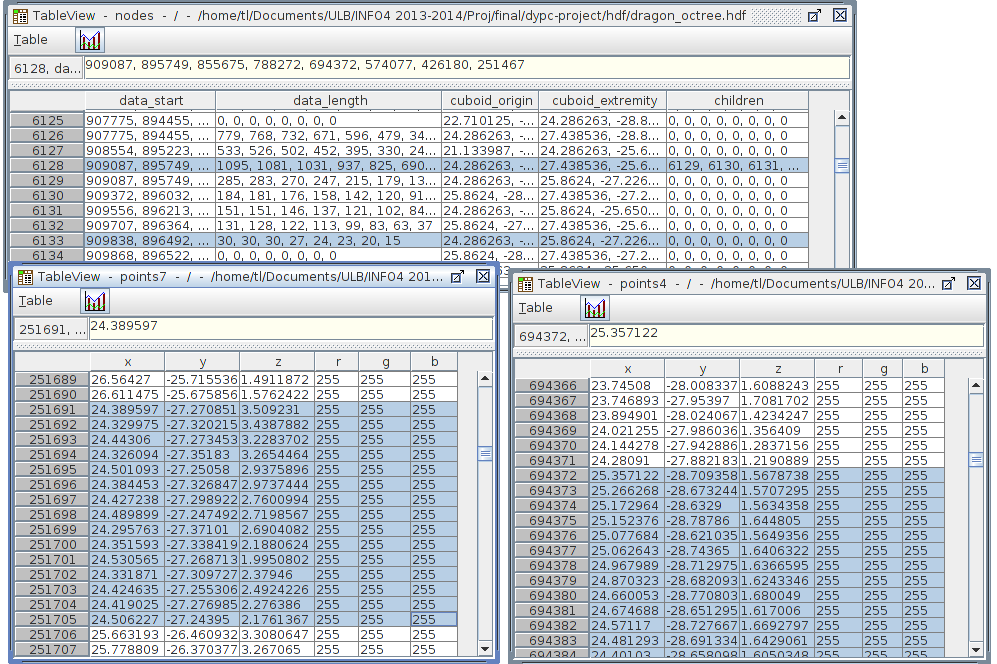 TableView - nodes - / - /home/tl/Documents/ULB/INFO4 2013-2014/Proj/final/dypc-project/hdf/dragon_octree.hdf
Table
6128, da... 909087, 895749, 855675, 788272, 694372, 574077, 426180, 251467
data_start data_length cuboid_origin cuboid_extremity children
6125 907775, 894455, ... 0, 0, 0, 0, 0, 0, 0, 0 22.710125, -... 24.286263, -28.8... 0, 0, 0, 0, 0, 0, 0, 0
6126 907775, 894455, ... 779, 768, 732, 671, 596, 479, 34... 24.286263, -... 27.438536, -28.8... 0, 0, 0, 0, 0, 0, 0, 0
6127 908554, 895223, ... 533, 526, 502, 452, 395, 330, 24... 21.133987, -... 24.286263, -25.6... 0, 0, 0, 0, 0, 0, 0, 0
6128 909087, 895749, ... 1095, 1081, 1031, 937, 825, 690... 24.286263, -... 27.438536, -25.6... 6129, 6130, 6131, ...
6129 909087, 895749, ... 285, 283, 270, 247, 215, 179, 13... 24.286263, -... 25.8624, -27.226... 0, 0, 0, 0, 0, 0, 0, 0
6130 909372, 896032, ... 184, 181, 176, 158, 142, 120, 91... 25.8624, -28... 27.438536, -27.2... 0, 0, 0, 0, 0, 0, 0, 0
6131 909556, 896213, ... 151, 151, 146, 137, 121, 102, 84... 24.286263, -... 25.8624, -25.650... 0, 0, 0, 0, 0, 0, 0, 0
6132 909707, 896364, ... 131, 128, 122, 113, 99, 83, 63, 37 25.8624, -27... 27.438536, -25.6... 0, 0, 0, 0, 0, 0, 0, 0
6133 909838, 896492, ... 30, 30, 30, 27, 24, 23, 20, 15 24.286263, -... 25.8624, -27.226... 0, 0, 0, 0, 0, 0, 0, 0
6134 909868, 896522, ... 0, 0, 0, 0, 0, 0, 0, 0 25.8624, -28... 27.438536, -27.2... 0, 0, 0, 0, 0, 0, 0, 0
TableView - points7 - / - /home/tl/Documents/ULB/INFO4 201...
Table
251691, ... 24.389597
x y z r g b
251689 26.56427 -25.715536 1.4911872 255 255 255
251690 26.611475 -25.675856 1.5762422 255 255 255
251691 24.389597 -27.270851 3.509231 255 255 255
251692 24.329975 -27.320215 3.4387882 255 255 255
251693 24.44306 -27.273453 3.2283702 255 255 255
251694 24.326094 -27.35183 3.2654464 255 255 255
251695 24.501093 -27.25058 2.9375896 255 255 255
251696 24.384453 -27.326847 2.9737444 255 255 255
251697 24.427238 -27.298922 2.7600994 255 255 255
251698 24.489899 -27.247492 2.7198567 255 255 255
251699 24.295763 -27.37101 2.6904082 255 255 255
251700 24.351593 -27.338419 2.1880624 255 255 255
251701 24.530565 -27.268713 1.9950802 255 255 255
251702 24.331871 -27.309727 2.37946 255 255 255
251703 24.424635 -27.255306 2.4924226 255 255 255
251704 24.419025 -27.276985 2.276386 255 255 255
251705 24.506227 -27.24395 2.1761367 255 255 255
251706 25.663193 -26.460932 3.3080647 255 255 255
251707 25.778809 -26.370377 3.267065 255 255 255
TableView - points4 - / - /home/tl/Documents/ULB/INFO4 20...
Table
694372, ... 25.357122
x y z r g b
694366 23.74508 -28.008337 1.6088243 255 255 255
694367 23.746893 -27.95397 1.7081702 255 255 255
694368 23.894901 -28.024067 1.4234247 255 255 255
694369 24.021255 -27.986036 1.356409 255 255 255
694370 24.144278 -27.942886 1.2837156 255 255 255
694371 24.28091 -27.882183 1.2190889 255 255 255
694372 25.357122 -28.709358 1.5678738 255 255 255
694373 25.266268 -28.673244 1.5707295 255 255 255
694374 25.172964 -28.6329 1.5634358 255 255 255
694375 25.152376 -28.78786 1.644805 255 255 255
694376 25.077684 -28.621035 1.5649356 255 255 255
694377 25.062643 -28.74365 1.6406322 255 255 255
694378 24.967989 -28.712975 1.6366595 255 255 255
694379 24.870323 -28.682093 1.6243346 255 255 255
694380 24.660053 -28.770803 1.680049 255 255 255
694381 24.674688 -28.651295 1.617006 255 255 255
694382 24.57117 -28.727667 1.6692797 255 255 255
694383 24.481293 -28.691334 1.6429061 255 255 255
694384 24.40103 -28.658098 1.6050348 255 255 255